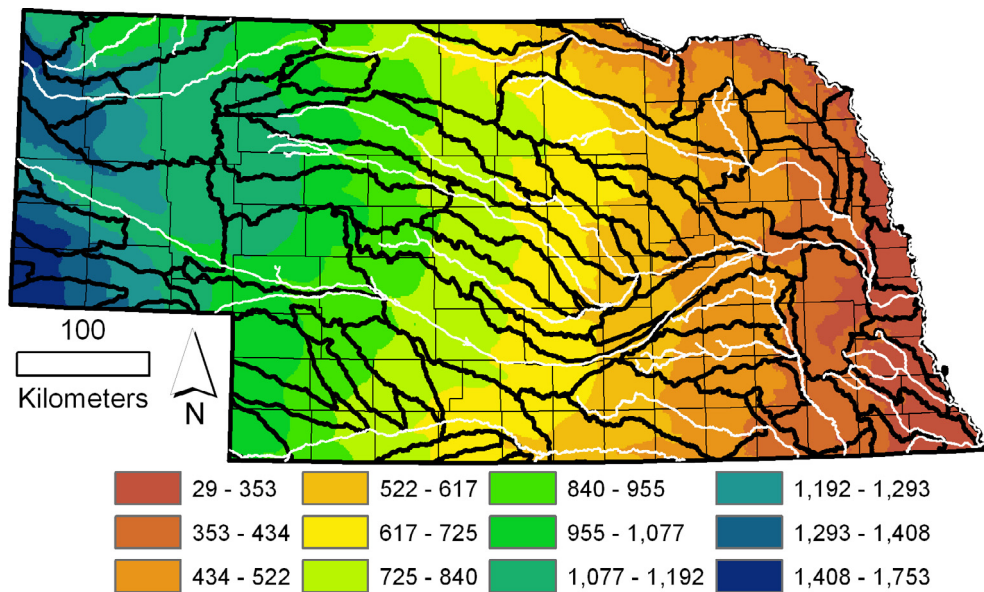 100
Kilometers
N
29 - 353
522 - 617
840 - 955
1,192 - 1,293
353 - 434
617 - 725
955 - 1,077
1,293 - 1,408
434 - 522
725 - 840
1,077 - 1,192
1,408 - 1,753